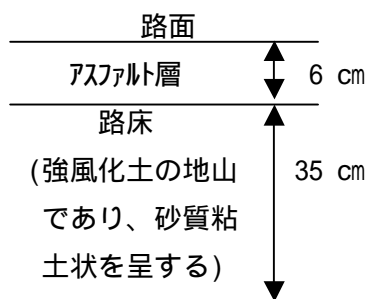 路面
アスファルト層 6 ㎝
路床
(強風化土の地山 35 ㎝
であり、砂質粘
土状を呈する)